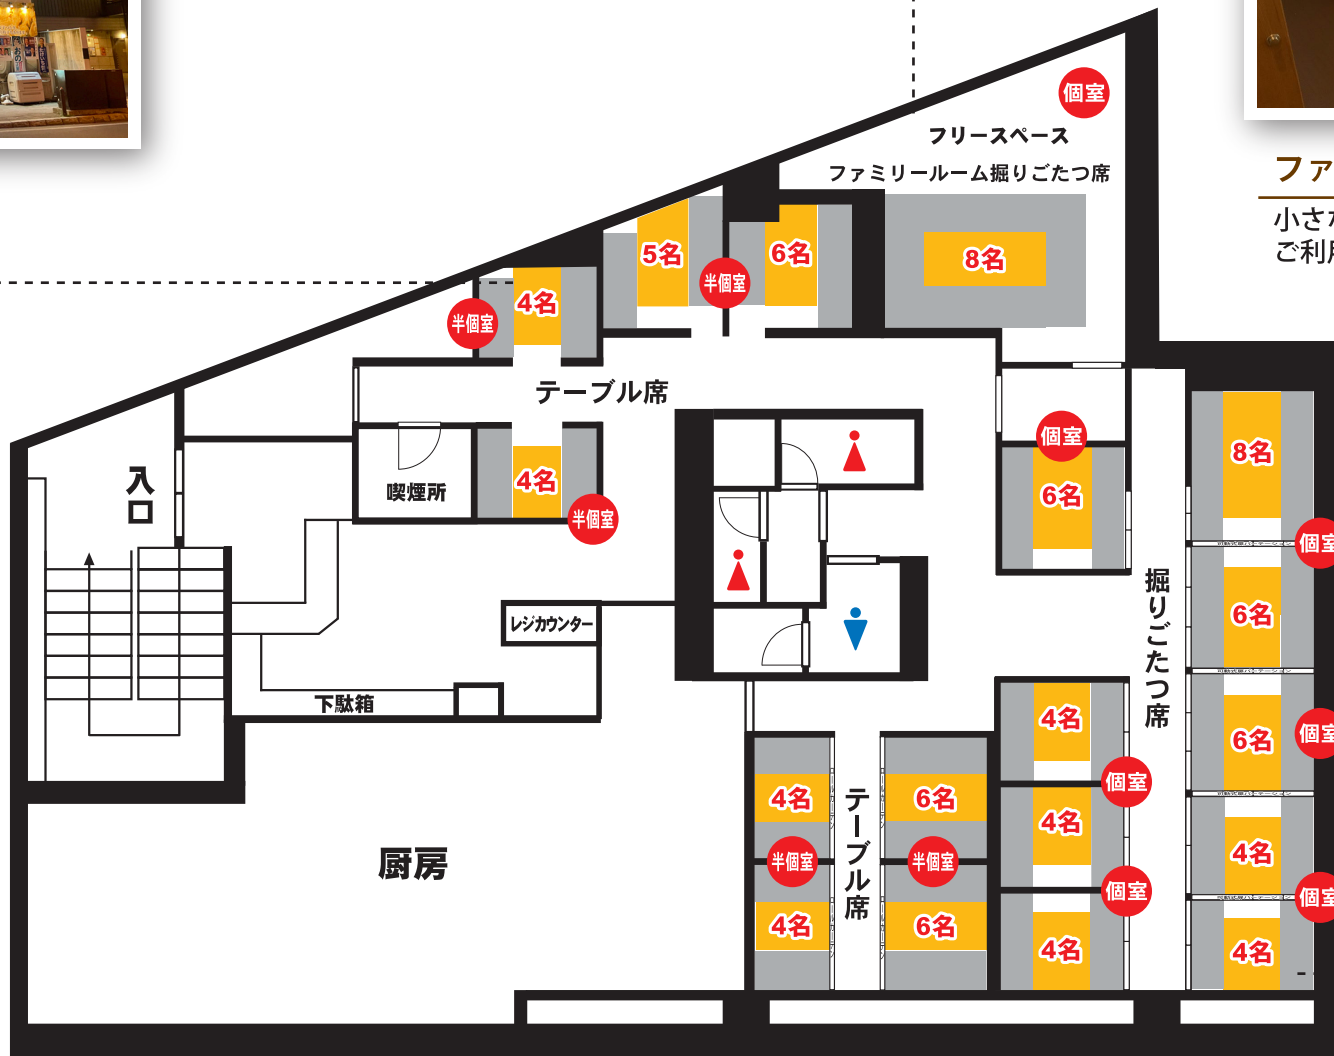 個室
フリースペース
ファミリールーム掘りごたつ席
ファ
小さな
ご利用
5名
6名
8名
半個室
4名
半個室
テーブル席
個室
8名
入口
4名
喫煙所
6名
半個室
個室
掘りごたつ席
6名
レジカウンター
下駄箱
4名
6名
個室
個室
4名
6名
テーブル席
4名
4名
厨房
半個室
半個室
個室
個室
4名
6名
4名
4名